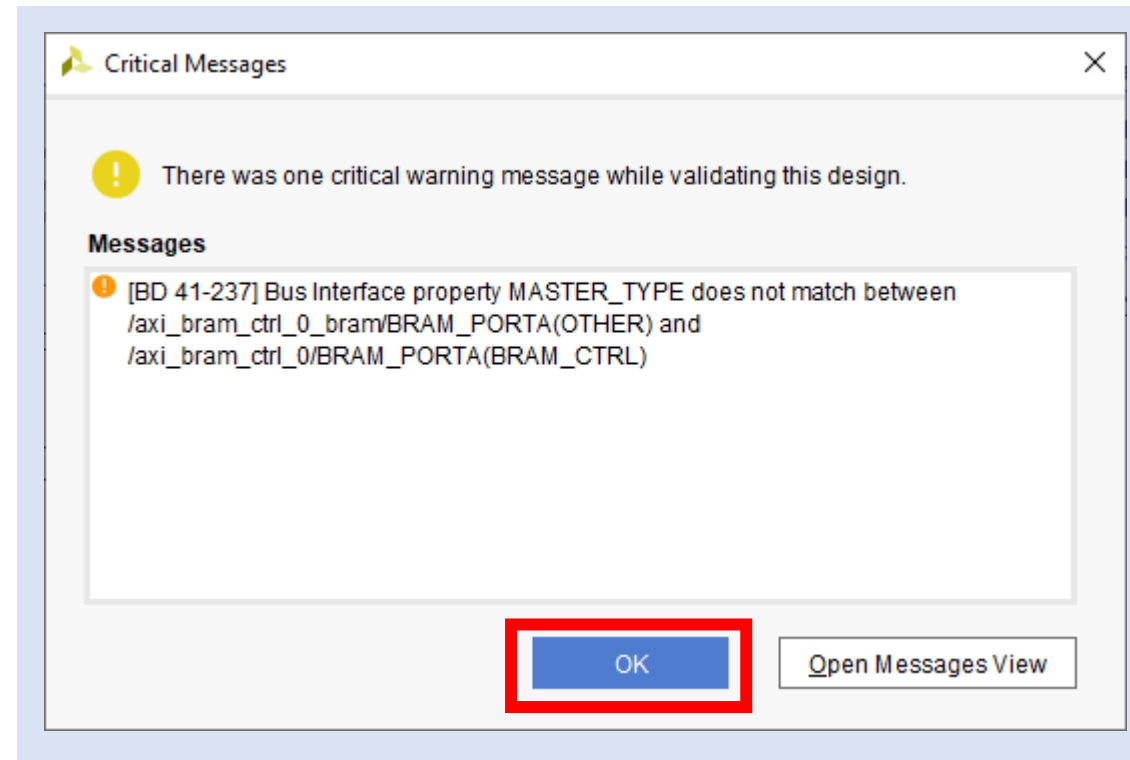 Critical Messages
There was one critical warning message while validating this design.
Messages
[BD 41-237] Bus Interface property MASTER_TYPE does not match between
/axi_bram_ctrl_0_bram/BRAM_PORTA(OTHER) and
/axi_bram_ctrl_0/BRAM_PORTA(BRAM_CTRL)
OK
Open Messages View